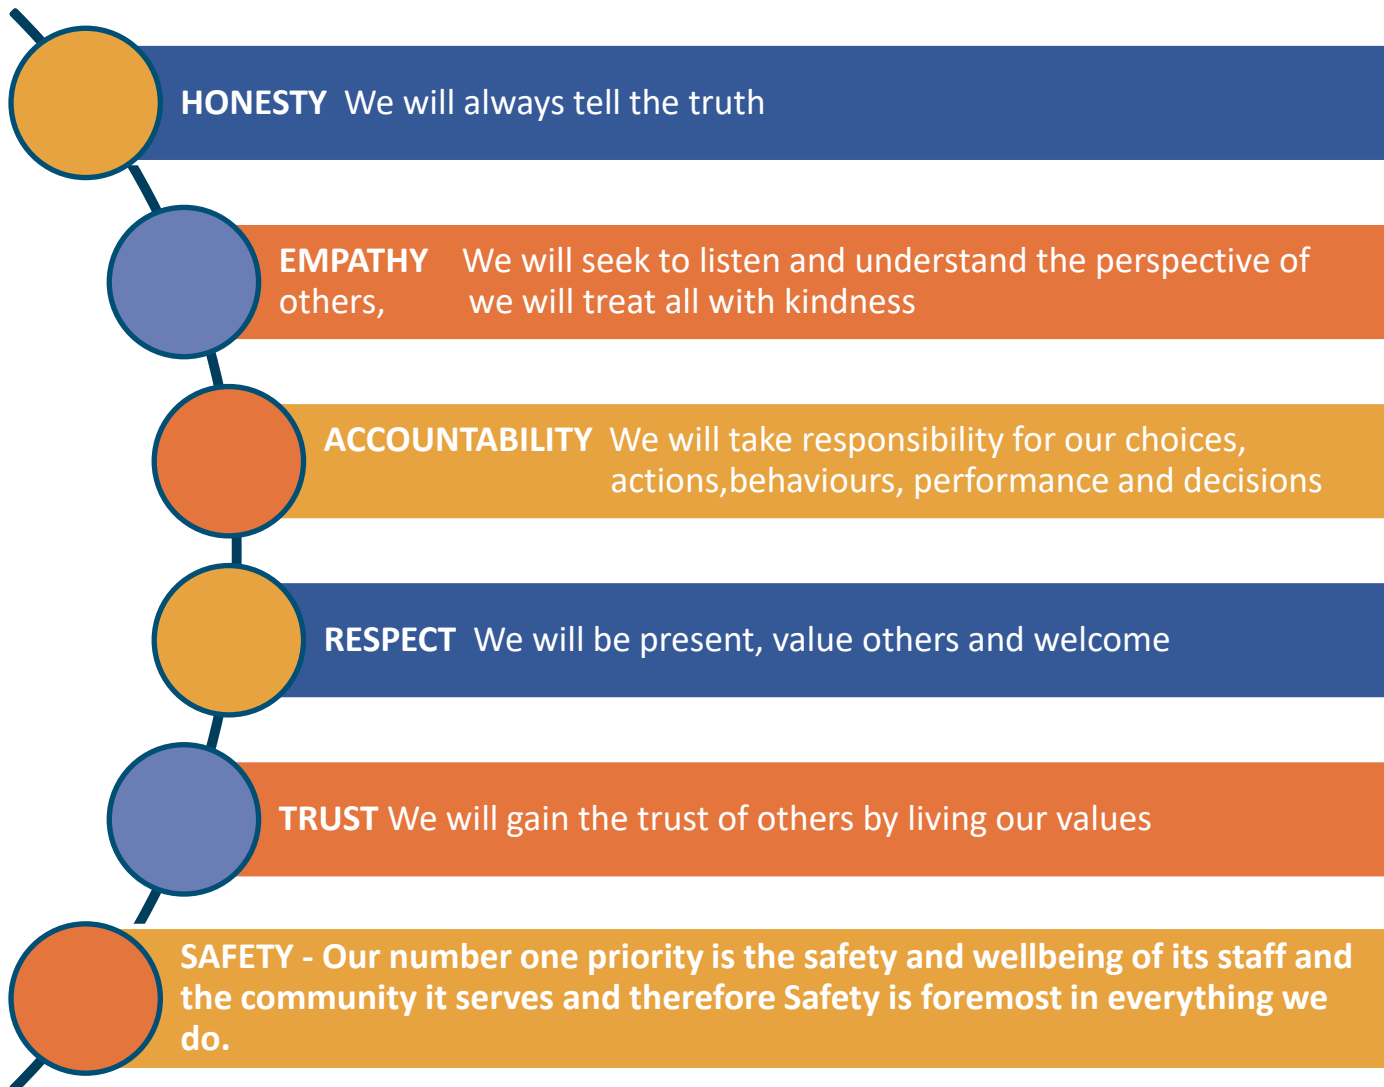 HONESTY We will always tell the truth
EMPATHY We will seek to listen and understand the perspective of
others, we will treat all with kindness
ACCOUNTABILITY We will take responsibility for our choices,
actions,behaviours, performance and decisions
RESPECT We will be present, value others and welcome
TRUST We will gain the trust of others by living our values
SAFETY - Our number one priority is the safety and wellbeing of its staff and
the community it serves and therefore Safety is foremost in everything we
do.